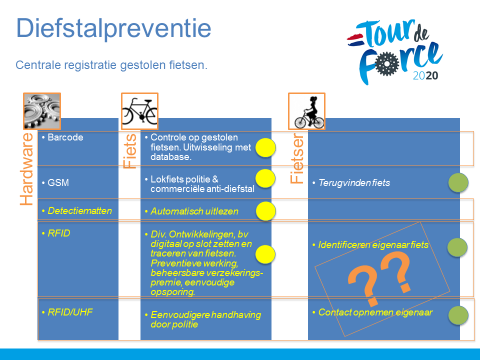 Diefstalpreventie
Centrale registratie gestolen fietsen.
Tour de
Force
2020
Hardware
Fiets
Fietser
• Barcode
• Controle op gestolen
fietsen. Uitwisseling met
database.
• GSM
• Lokfiets politie &
commerciële anti-diefstal
• Terugvinden fiets
• Detectiematten
• Automatisch uitlezen
• RFID
• Div, Ontwikkelingen, bv
digitaal op slot zetten en
traceren van fietsen.
Preventieve werking,
beheersbare verzekerings-
premie, eenvoudige
opsporing.
• Identificeren eigenaar fiets
??
• RFID/UHF
• Eenvoudigere handhaving
door politie
• Contact opnemen eigenaar